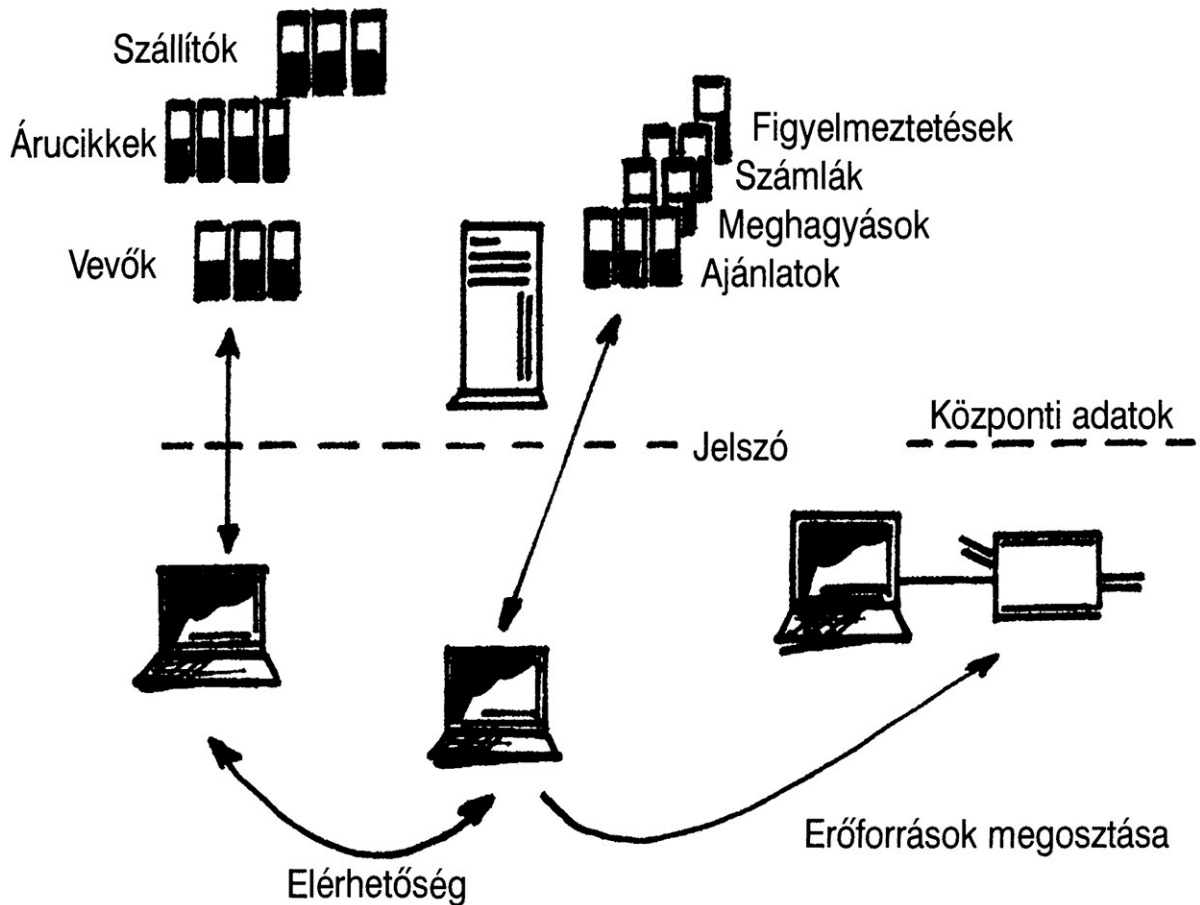 Szállítók
Árucikkek
Vevők
Figyelmeztetések
Számlák
Meghagyások
Ajánlatok
Központi adatok
Jelszó
Erőforrások megosztása
Elérhetőség